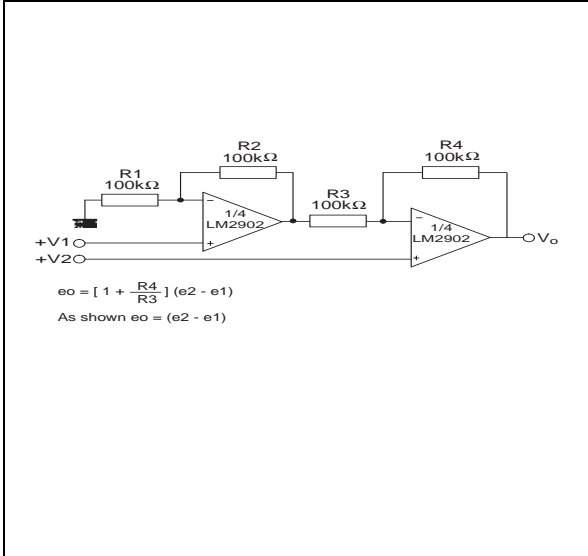 R1
100kΩ
R2
100kΩ
R3
100kΩ
R4
100kΩ
1/4
LM2902
1/4
LM2902
+V1
+V2
Vo
eo = [ 1 + R4/R3 ] (e2 - e1)
As shown eo = (e2 - e1)